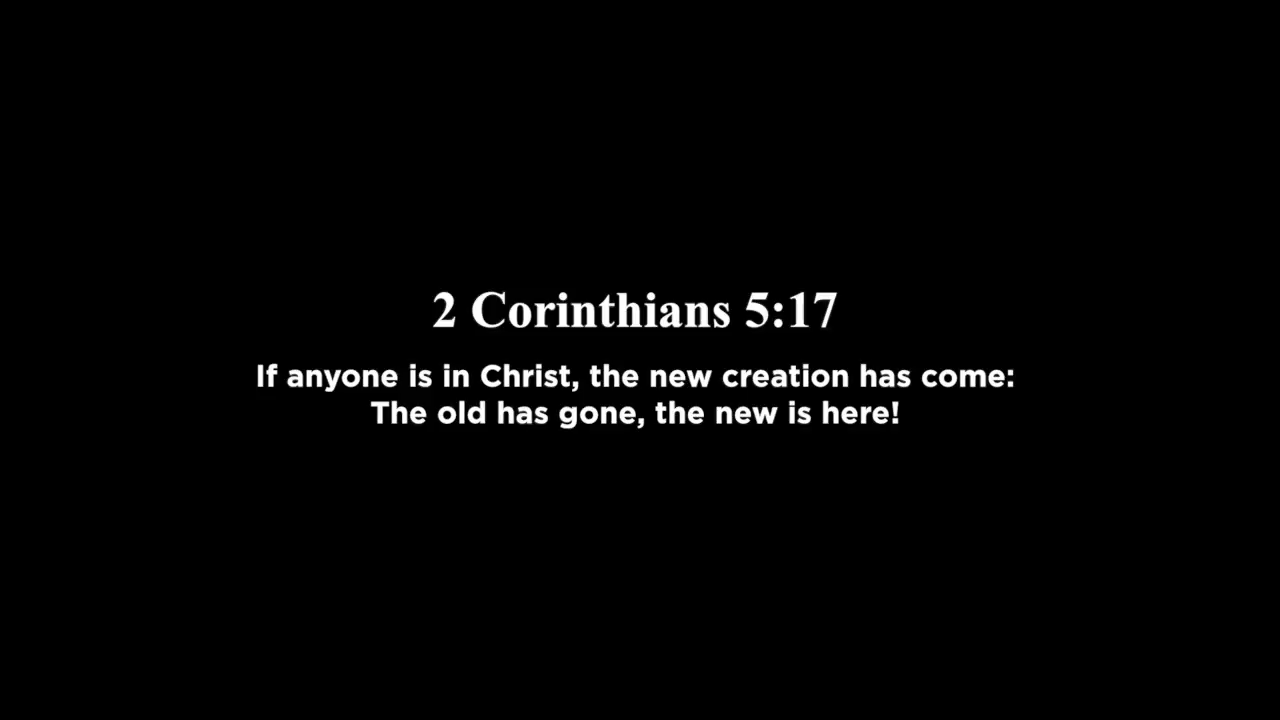 2 Corinthians 5:17
If anyone is in Christ, the new creation has come:
The old has gone, the new is here!